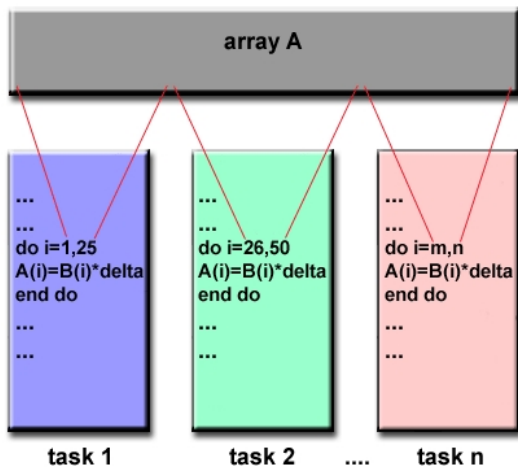 array A
...
...
do i=1,25
A(i)=B(i)*delta
end do
...
...
...
...
do i=26,50
A(i)=B(i)*delta
end do
...
...
...
...
do i=m,n
A(i)=B(i)*delta
end do
...
...
task 1
task 2
....
task n